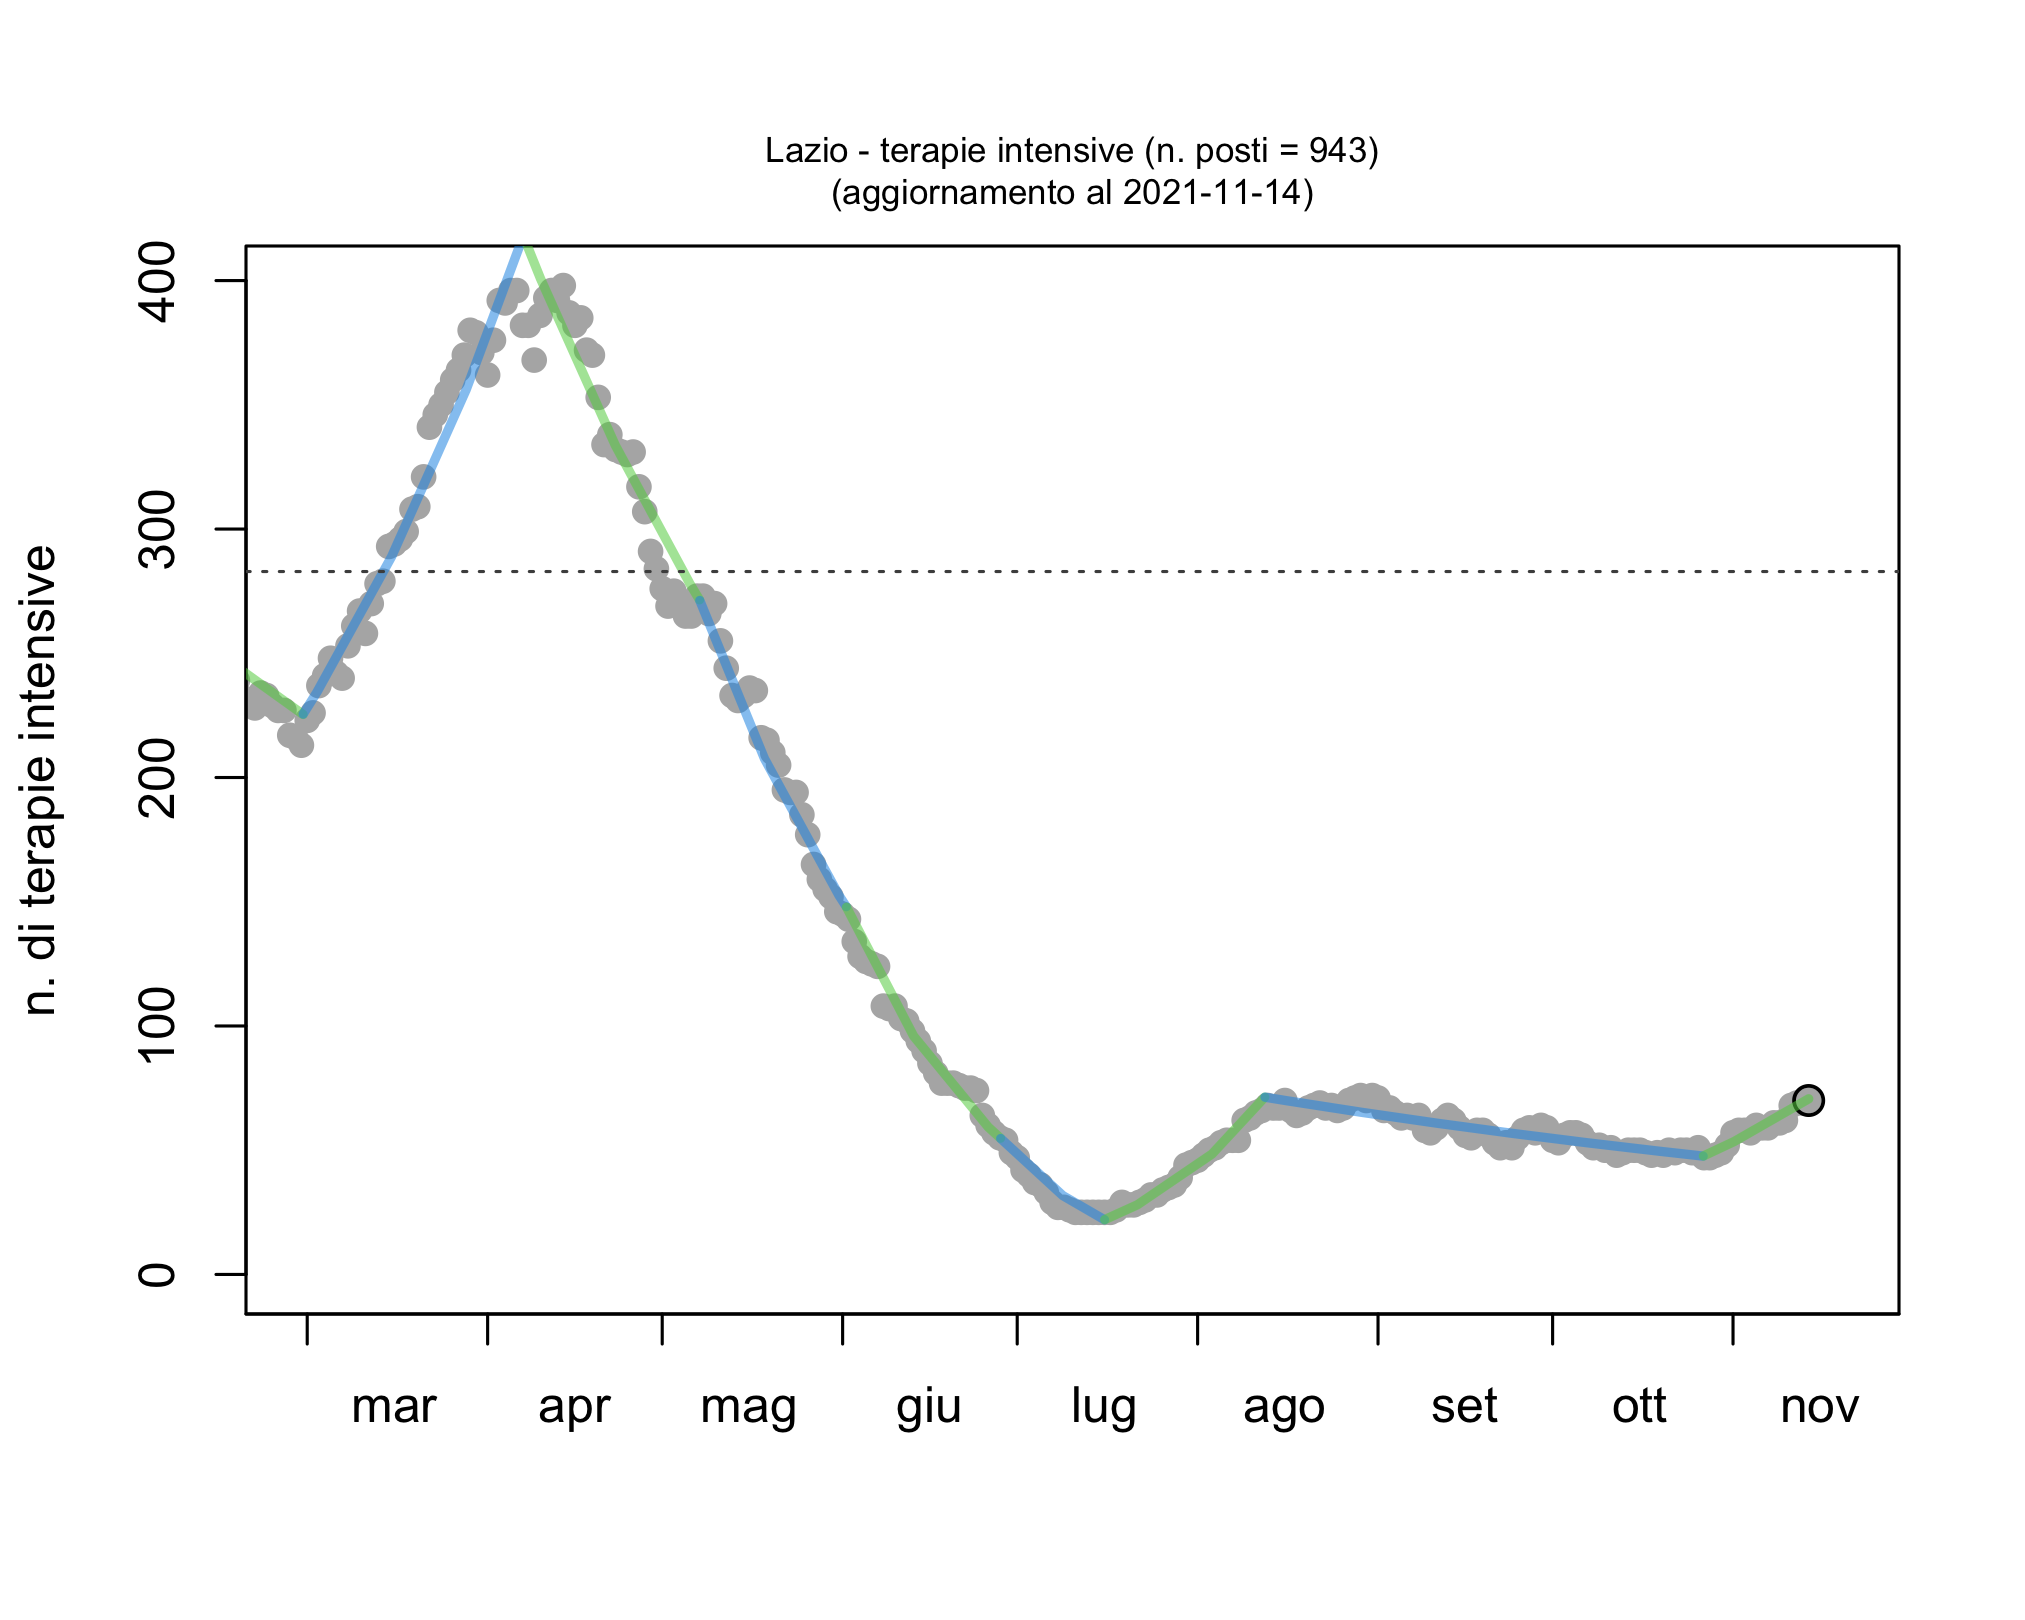 Lazio - terapie intensive (n. posti = 943)
(aggiornamento al 2021-11-14)
n. di terapie intensive
400
300
200
100
0
mar apr mag giu lug ago set ott nov